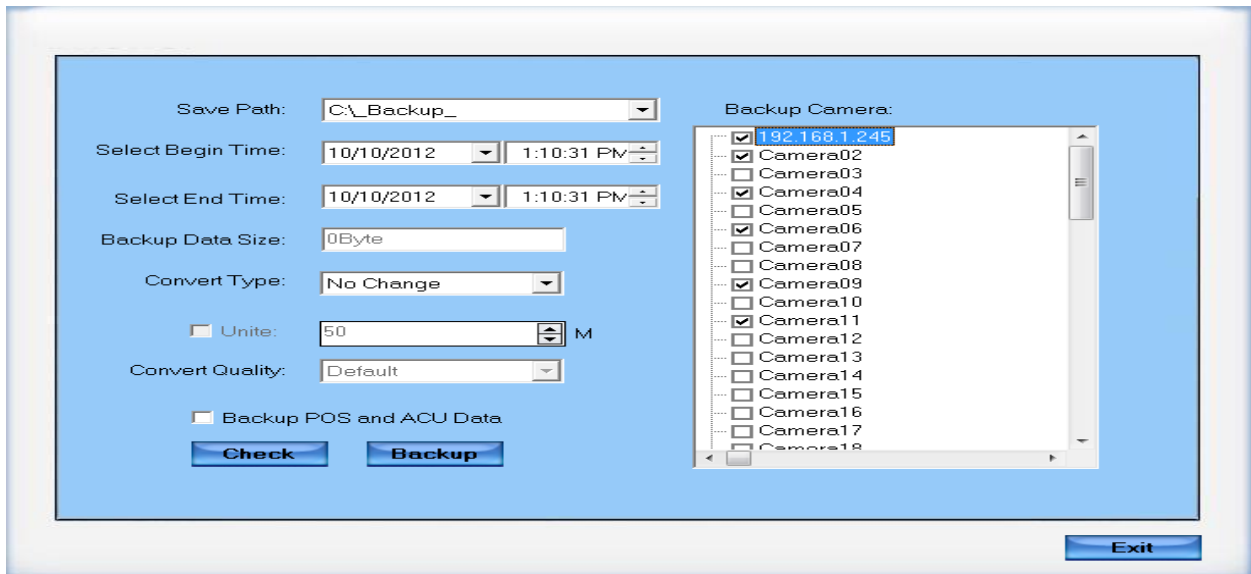 Save Path: C:\_Backup_
Select Begin Time: 10/10/2012 1:10:31 PM
Select End Time: 10/10/2012 1:10:31 PM
Backup Data Size: 0Byte
Convert Type: No Change
Unite: 50 M
Convert Quality: Default
Backup POS and ACU Data
Check Backup
Backup Camera:
192.168.1.245
Camera02
Camera03
Camera04
Camera05
Camera06
Camera07
Camera08
Camera09
Camera10
Camera11
Camera12
Camera13
Camera14
Camera15
Camera16
Camera17
Camera18
Exit